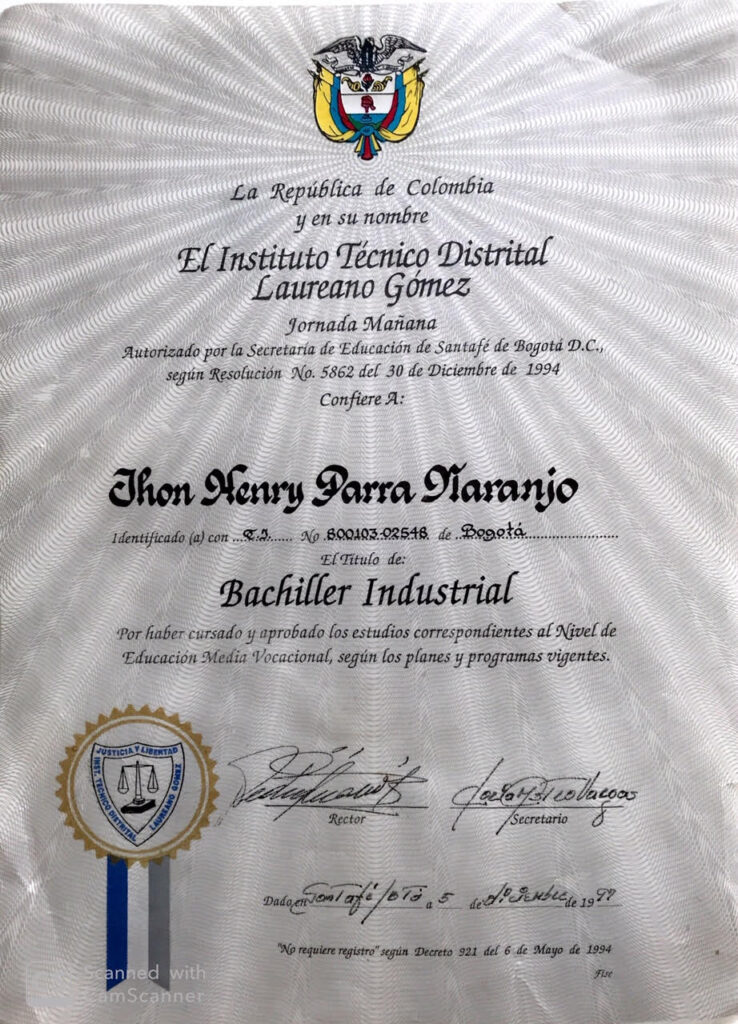 La República de Colombia
y en su nombre
El Instituto Técnico Distrital
Laureano Gómez
Jornada Mañana
Autorizado por la Secretaría de Educación de Santafé de Bogotá D.C.,
según Resolución No. 5862 del 30 de Diciembre de 1994
Confiere A:
Jhon Henry Parra Naranjo
Identificado (a) con ...T.I...... No .800103-02548. de ..Bogotá......................
El Título de:
Bachiller Industrial
Por haber cursado y aprobado los estudios correspondientes al Nivel de
Educación Media Vocacional, según los planes y programas vigentes.
JUSTICIA Y LIBERTAD
INST. TECNICO DISTRITAL
LAUREANO GOMEZ
Rector
Secretario
Dado en Santafé /Btá a 5 de diciembre de 1997
"No requiere registro" según Decreto 921 del 6 de Mayo de 1994
Scanned with
CamScanner